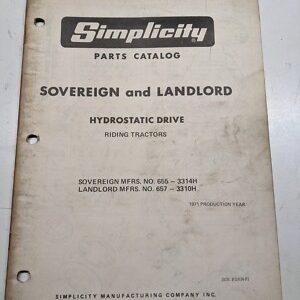 Simplicity®
PARTS CATALOG
SOVEREIGN and LANDLORD
HYDROSTATIC DRIVE
RIDING TRACTORS
SOVEREIGN MFRS. NO. 655 – 3314H
LANDLORD MFRS. NO. 657 – 3310H
1971 PRODUCTION YEAR
SIMPLICITY MANUFACTURING COMPANY INC.